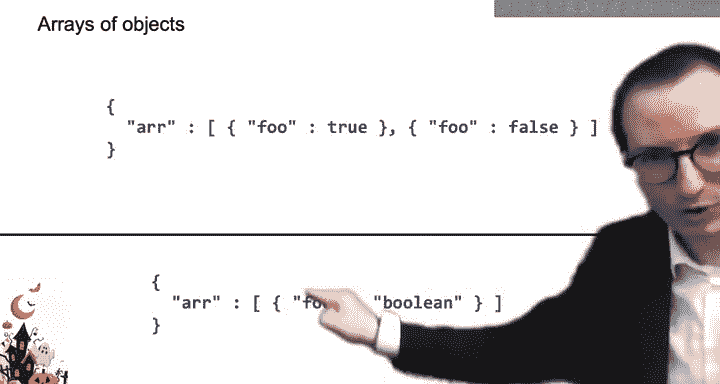 Arrays of objects
{
"arr" : [ { "foo" : true }, { "foo" : false } ]
}
{
"arr" : [ { "boolean" } ]
}